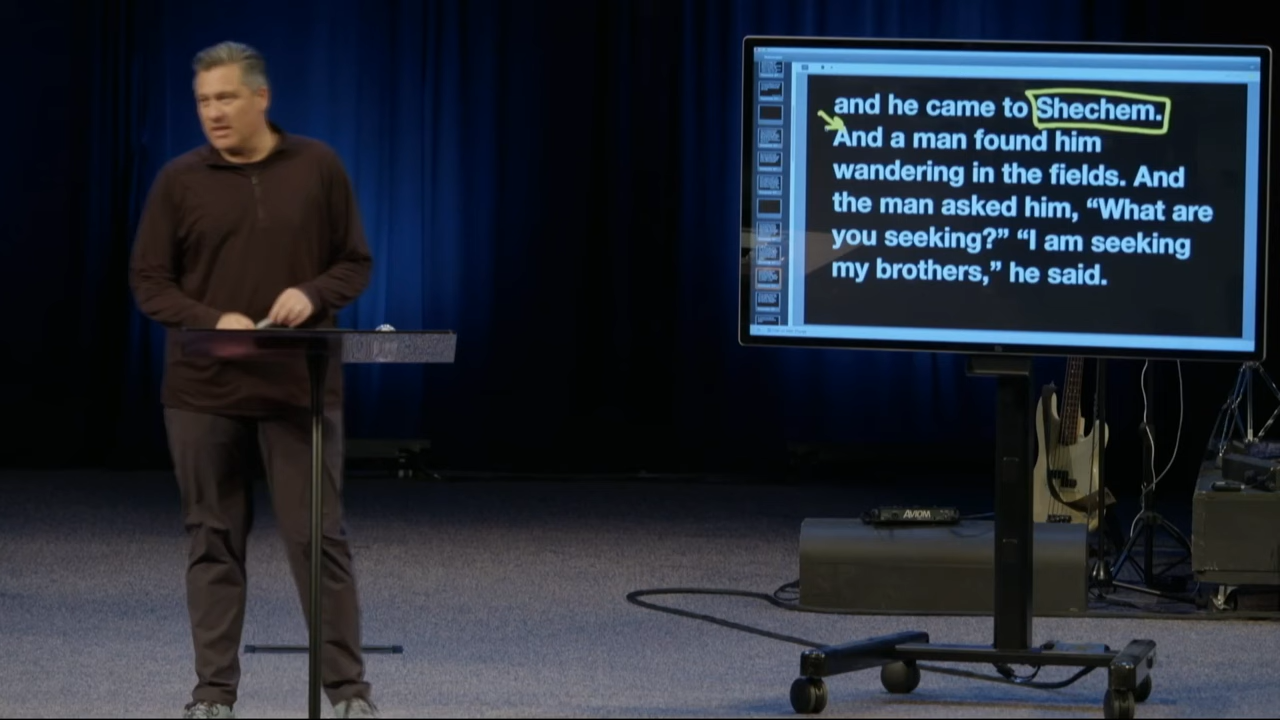 and he came to Shechem.
And a man found him
wandering in the fields. And
the man asked him, “What are
you seeking?” “I am seeking
my brothers,” he said.
AVIOM